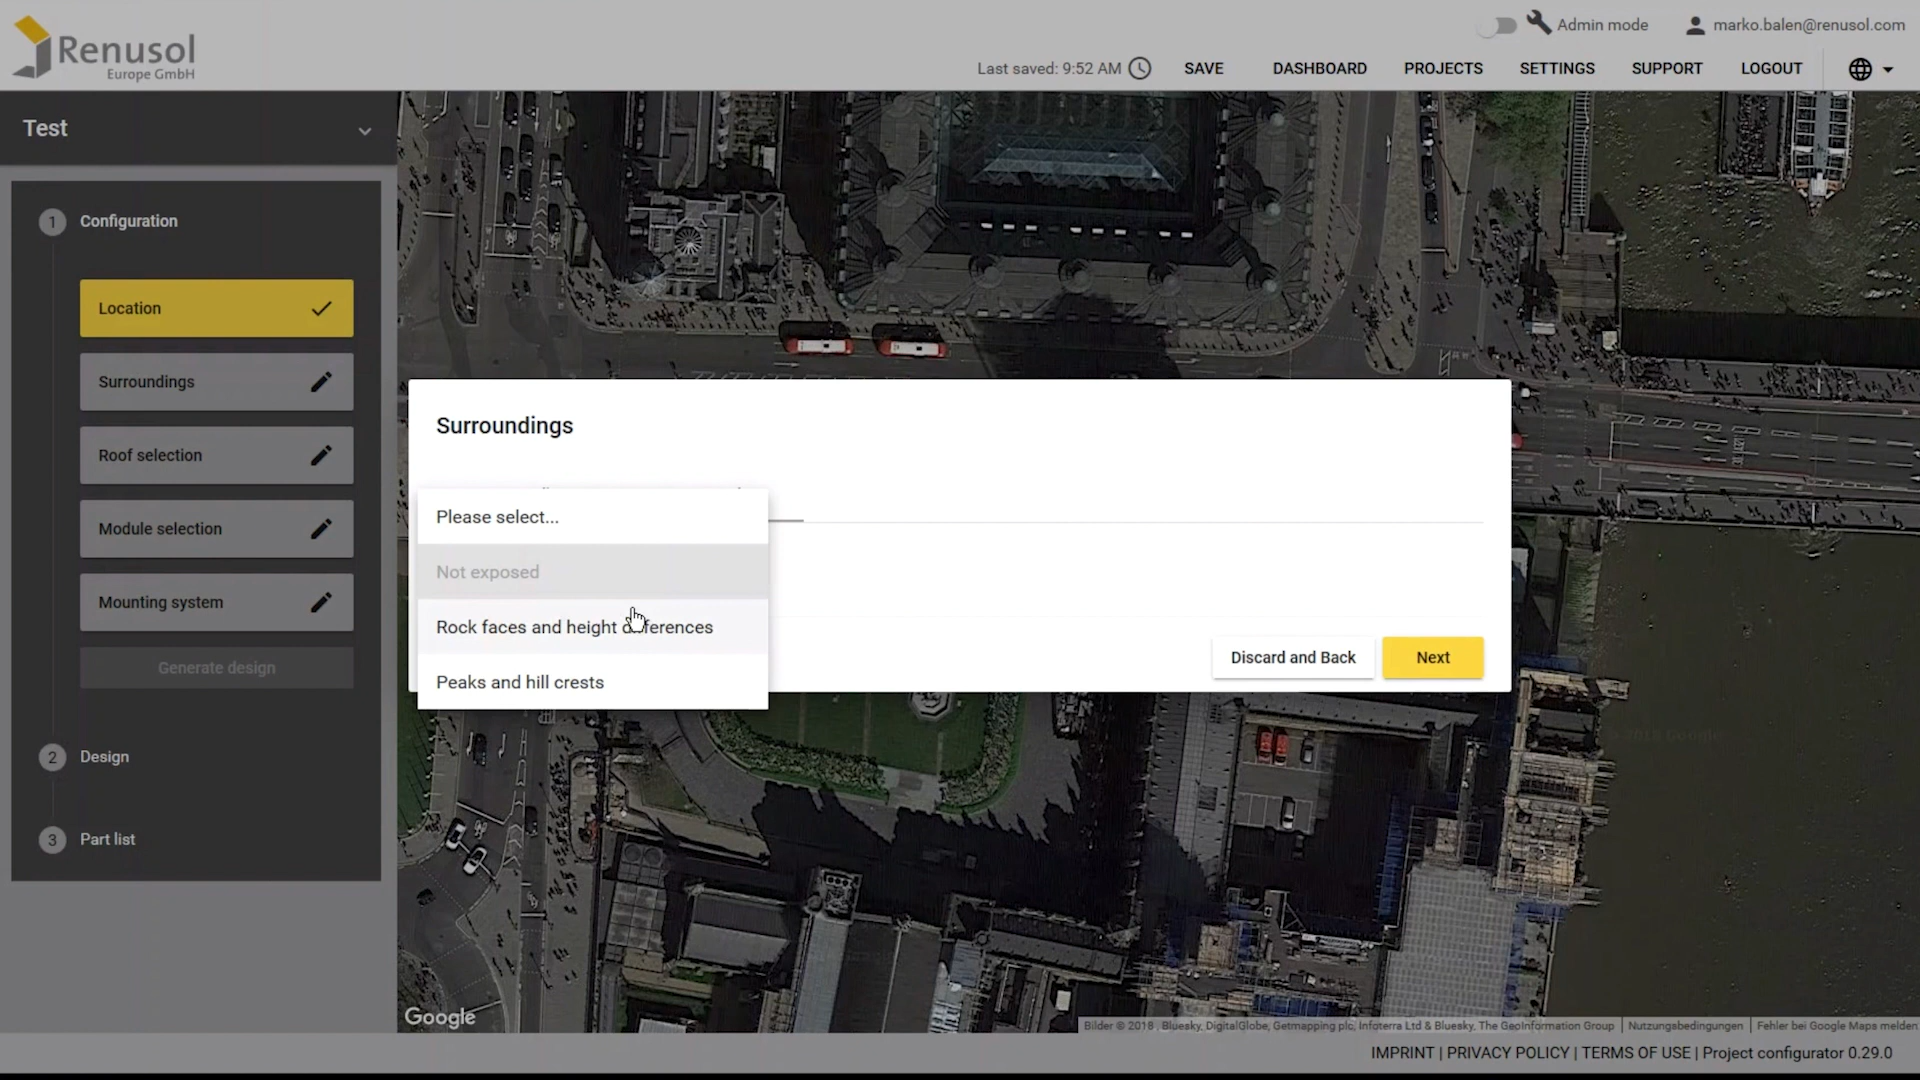 Renusol
Europe GmbH
Admin mode
marko.balen@renusol.com
Last saved: 9:52 AM
SAVE
DASHBOARD
PROJECTS
SETTINGS
SUPPORT
LOGOUT
Test
1 Configuration
Location
Surroundings
Roof selection
Module selection
Mounting system
Generate design
2 Design
3 Part list
Surroundings
Please select...
Not exposed
Rock faces and height differences
Peaks and hill crests
Discard and Back
Next
Google
Bilder © 2018 , Bluesky, DigitalGlobe, Getmapping plc, Infoterra Ltd & Bluesky, The GeoInformation Group
Nutzungsbedingungen
Fehler bei Google Maps melden
IMPRINT | PRIVACY POLICY | TERMS OF USE | Project configurator 0.29.0